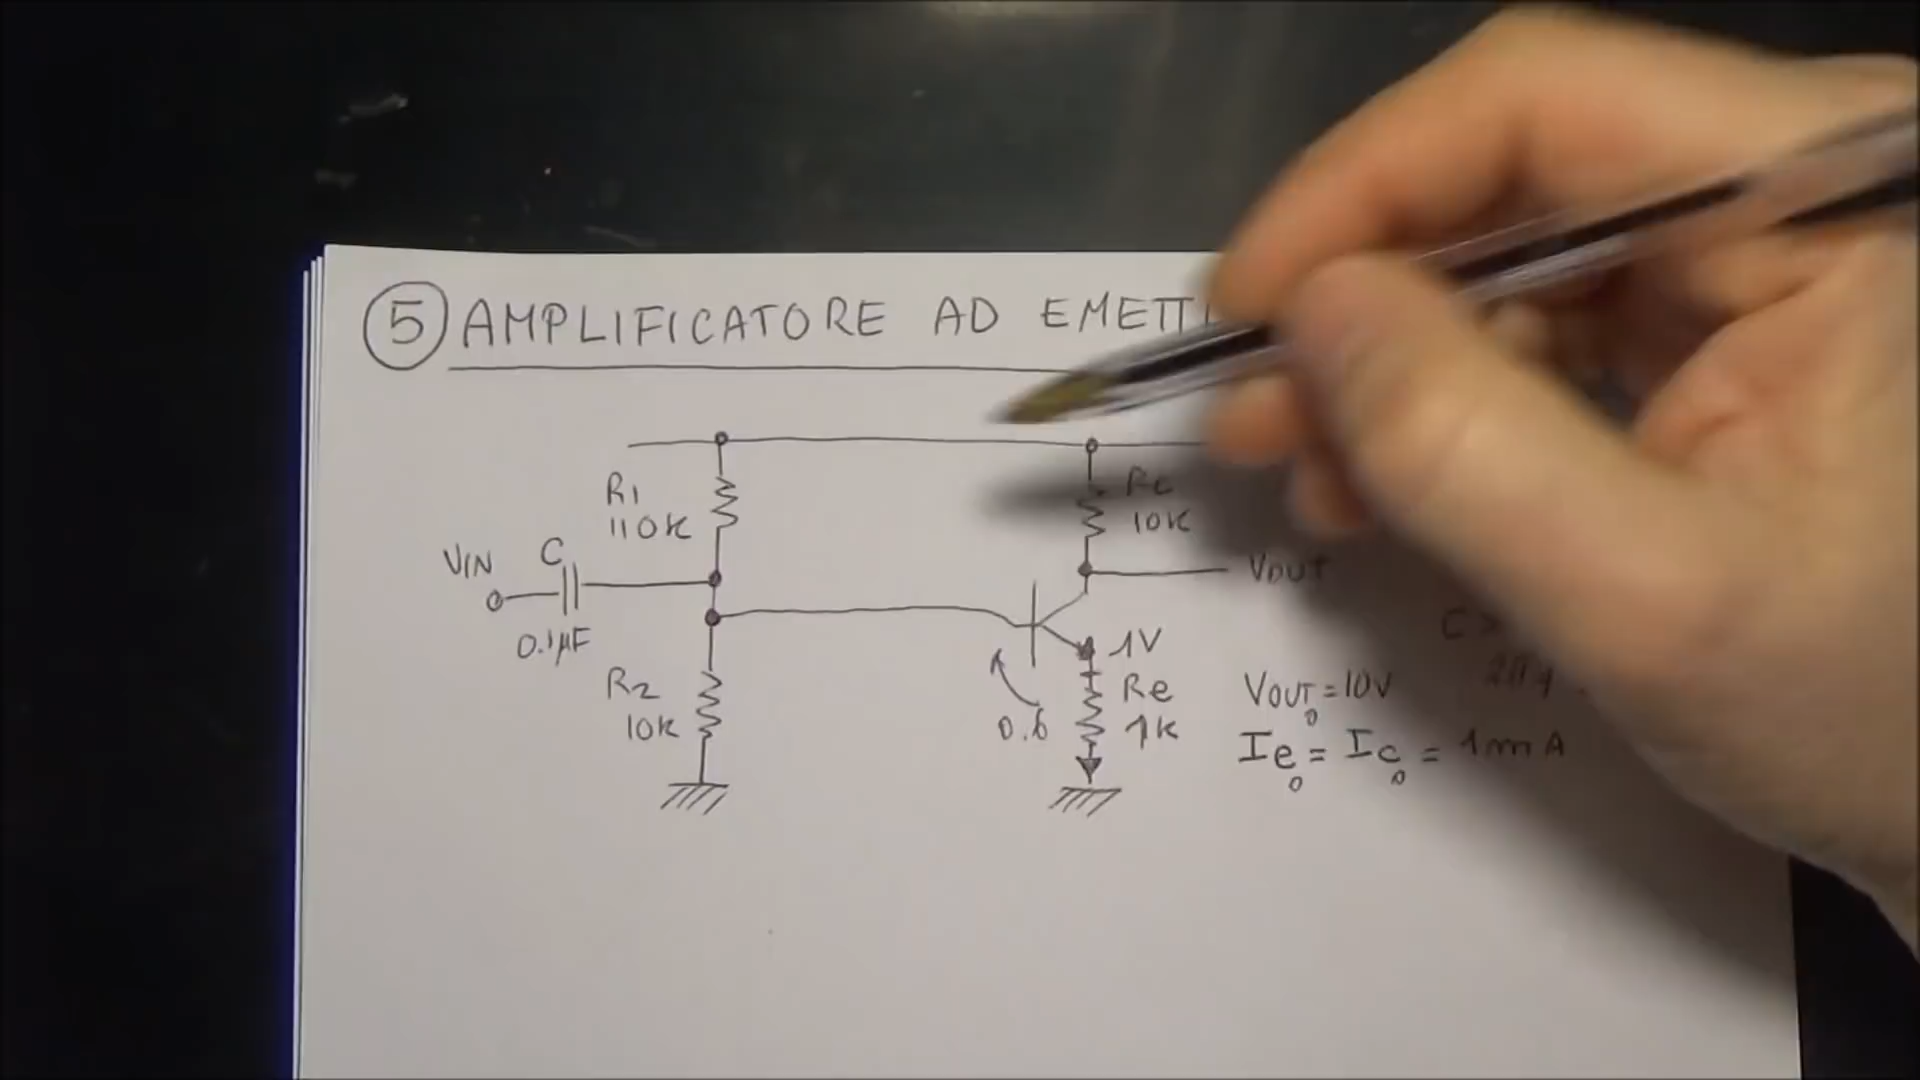 5 AMPLIFICATORE AD EMETT
R1
110K
Rc
10K
VIN
C
0.1µF
VOUT
R2
10K
1V
Re
1K
0.6
C >
VOUT₀ = 10V
Ie₀ = Ic₀ = 1mA